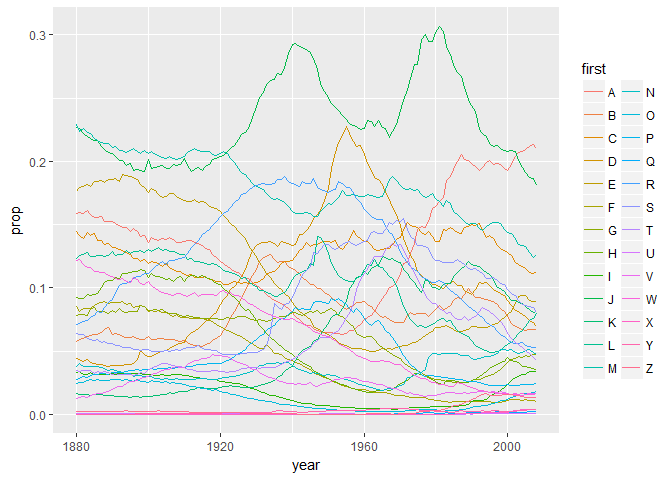 0.3
0.2
0.1
0.0
prop
1880 1920 1960 2000
year
first
A N
B O
C P
D Q
E R
F S
G T
H U
I V
J W
K X
L Y
M Z